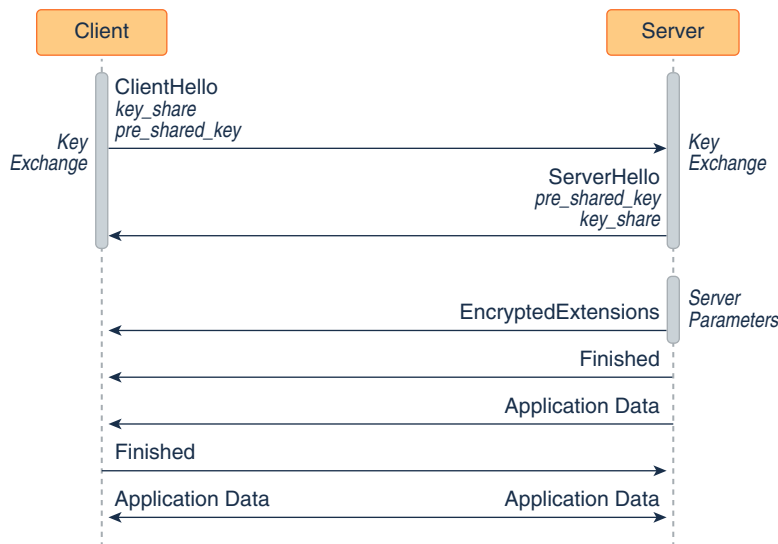 Client
Server
ClientHello
key_share
pre_shared_key
Key
Exchange
Key
Exchange
ServerHello
pre_shared_key
key_share
EncryptedExtensions
Server
Parameters
Finished
Application Data
Finished
Application Data
Application Data